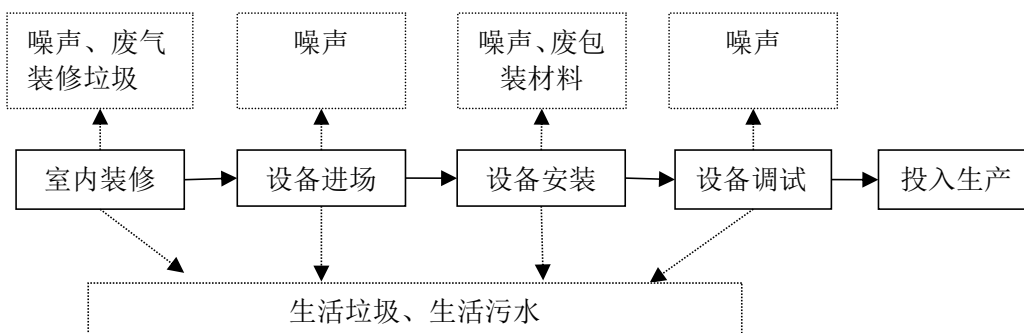 噪声、废气
装修垃圾
噪声
噪声、废包
装材料
噪声
室内装修
设备进场
设备安装
设备调试
投入生产
生活垃圾、生活污水